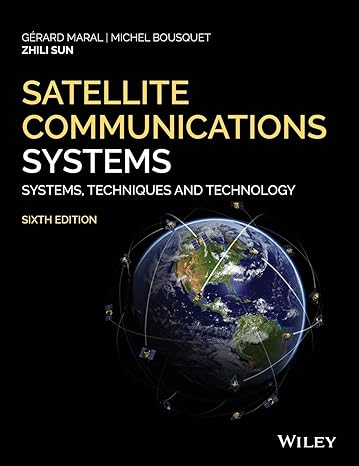 GÉRARD MARAL | MICHEL BOUSQUET
ZHILI SUN
SATELLITE
COMMUNICATIONS
SYSTEMS
SYSTEMS, TECHNIQUES AND TECHNOLOGY
SIXTH EDITION
WILEY